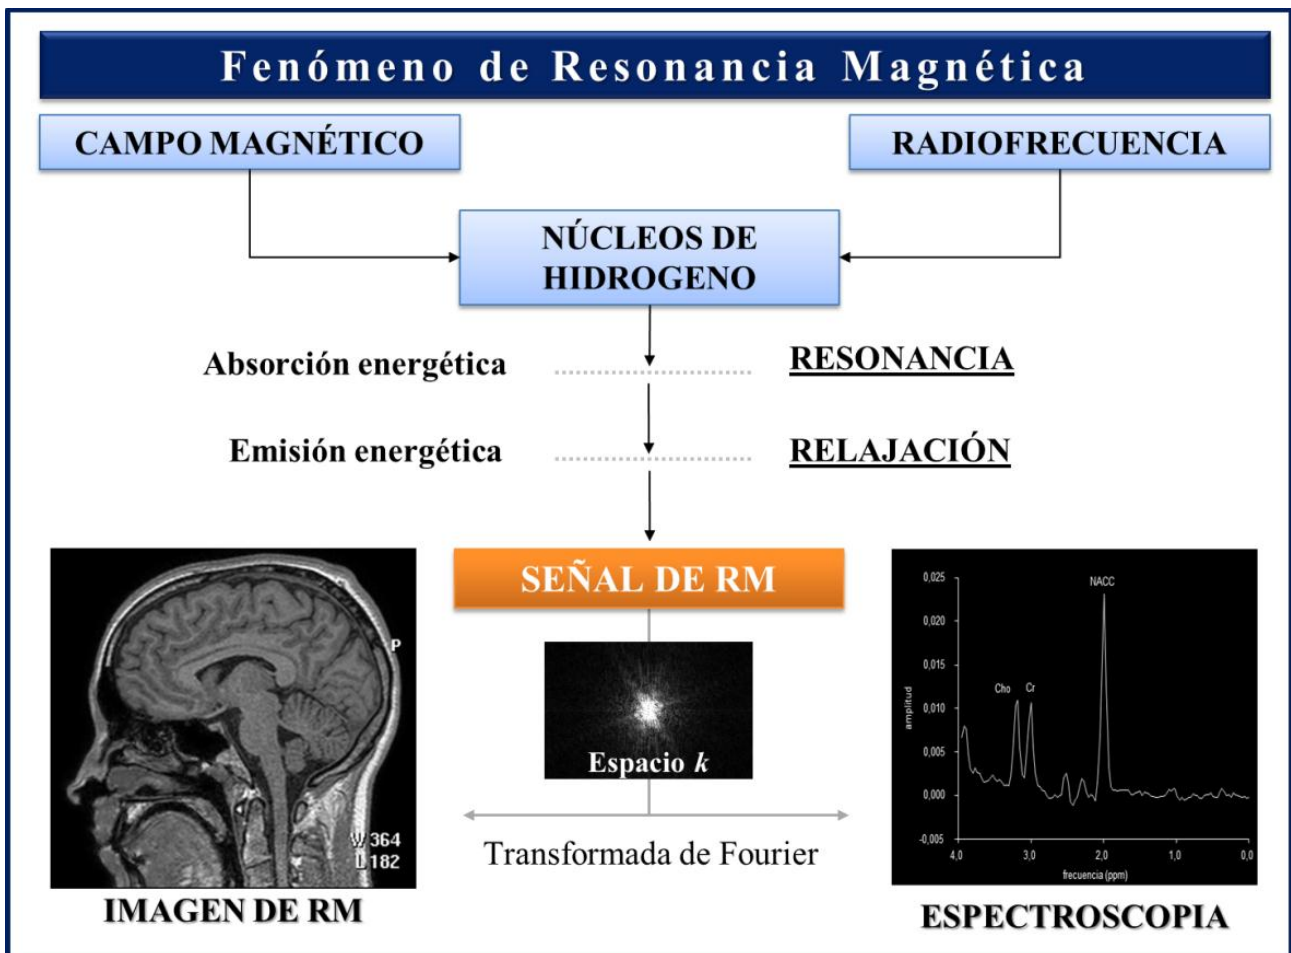 Fenómeno de Resonancia Magnética
CAMPO MAGNÉTICO
RADIOFRECUENCIA
NÚCLEOS DE
HIDROGENO
Absorción energética
RESONANCIA
Emisión energética
RELAJACIÓN
SEÑAL DE RM
P
W 364
L 182
IMAGEN DE RM
Espacio k
Transformada de Fourier
0,025
0,020
0,015
0,010
0,005
0,000
-0,005
amplitud
NACC
Cho
Cr
4,0
3,0
2,0
1,0
0,0
frecuencia (ppm)
ESPECTROSCOPIA